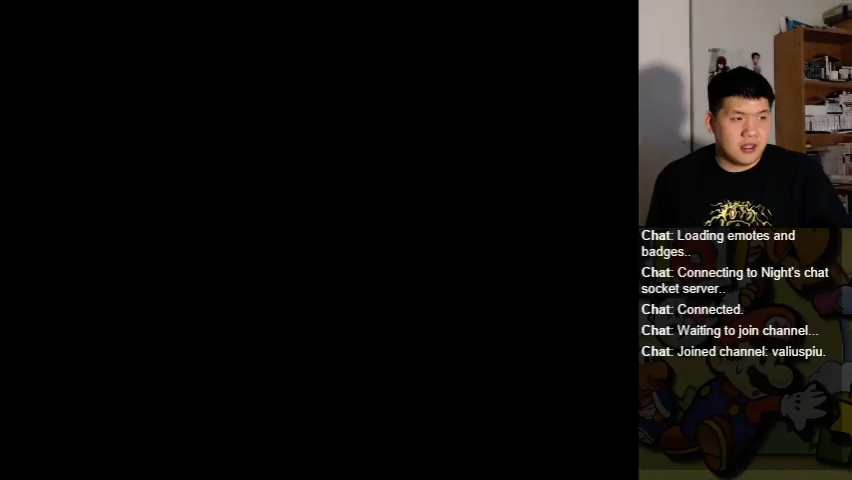 Chat: Loading emotes and
badges..
Chat: Connecting to Night's chat
socket server..
Chat: Connected.
Chat: Waiting to join channel...
Chat: Joined channel: valiuspiu.